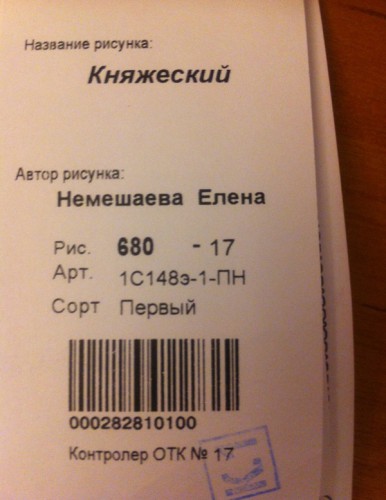 Название рисунка:
Княжеский
Автор рисунка:
Немешаева Елена
Рис. 680 - 17
Арт. 1С148э-1-ПН
Сорт Первый
000282810100
Контролер ОТК № 17